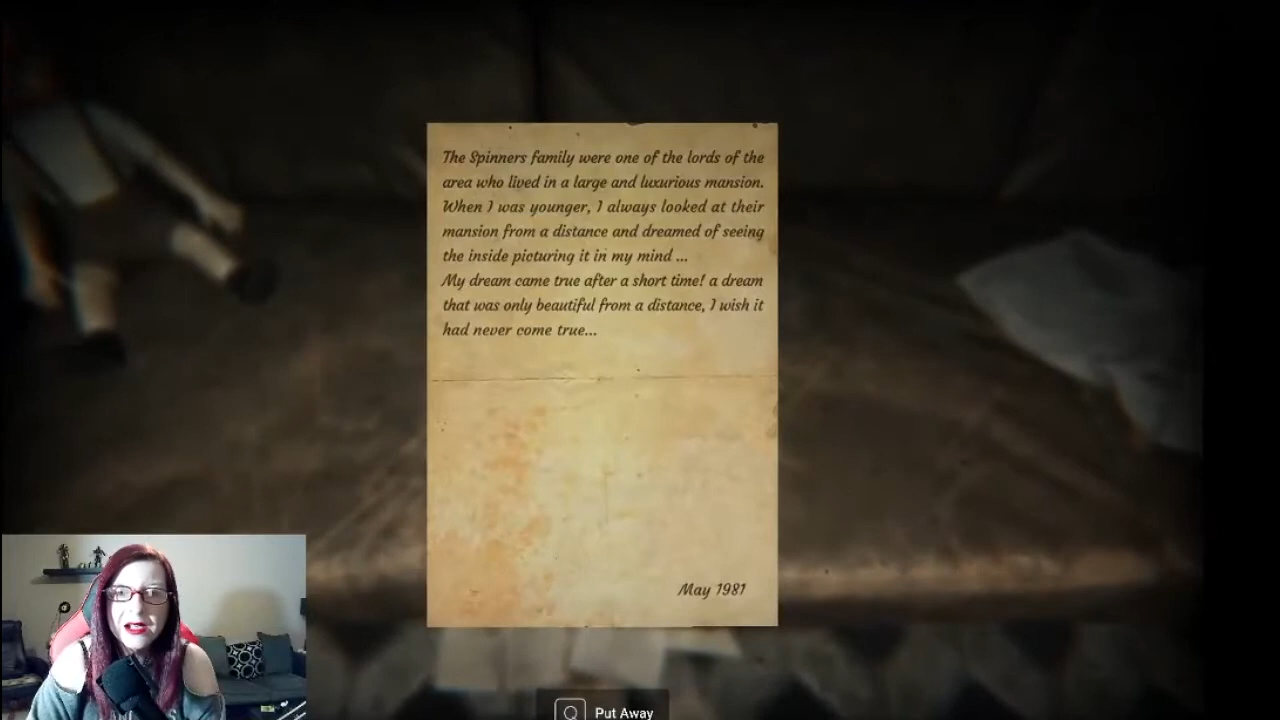 The Spinners family were one of the lords of the
area who lived in a large and luxurious mansion.
When I was younger, I always looked at their
mansion from a distance and dreamed of seeing
the inside picturing it in my mind ...
My dream came true after a short time! a dream
that was only beautiful from a distance, I wish it
had never come true...
May 1981
Q Put Away